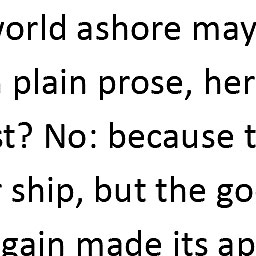 world ashore may
plain prose, her
st? No: because t
ship, but the go
gain made its ap